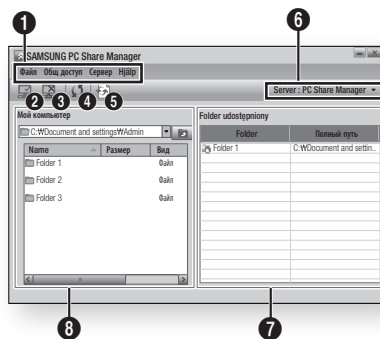 1
6
SAMSUNG PC Share Manager
Файл Общ доступ Сервер Hjälp
2 3 4 5
Server : PC Share Manager
Мой компьютер
Folder udostępniony
C:₩Document and settings₩Admin
Name Размер Вид
Folder 1 Файл
Folder 2 Файл
Folder 3 Файл
Folder Полный путь
Folder 1 C:₩Document and settin...
8
7